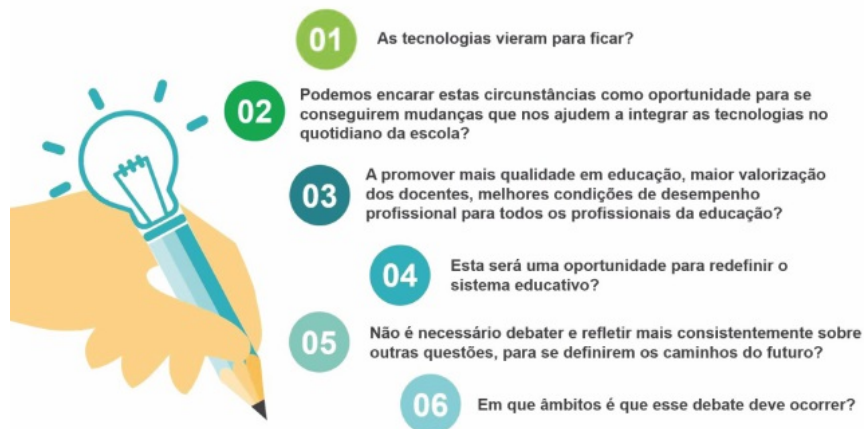 01
As tecnologias vieram para ficar?
02
Podemos encarar estas circunstâncias como oportunidade para se
conseguirem mudanças que nos ajudem a integrar as tecnologias no
quotidiano da escola?
03
A promover mais qualidade em educação, maior valorização
dos docentes, melhores condições de desempenho
profissional para todos os profissionais da educação?
04
Esta será uma oportunidade para redefinir o
sistema educativo?
05
Não é necessário debater e refletir mais consistentemente sobre
outras questões, para se definirem os caminhos do futuro?
06
Em que âmbitos é que esse debate deve ocorrer?